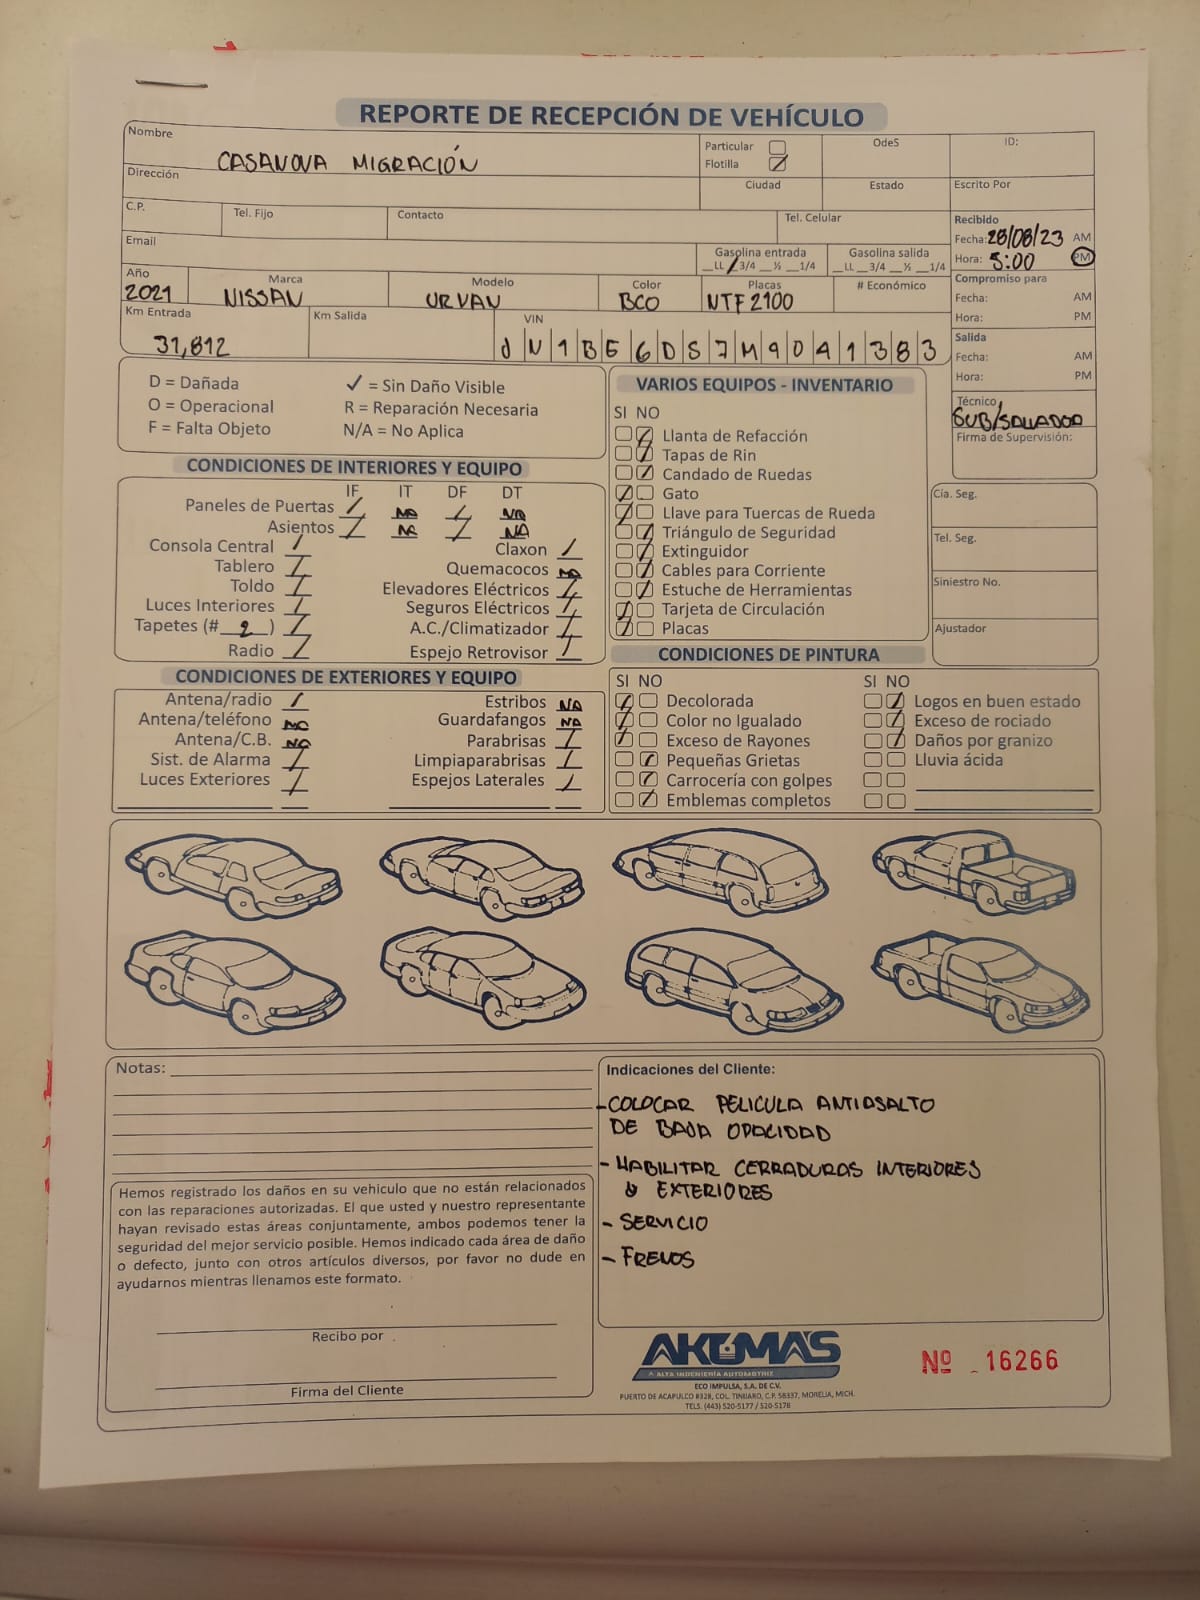 REPORTE DE RECEPCIÓN DE VEHÍCULO
Nombre
CASANOVA MIGRACIÓN
Particular
Flotilla
OdeS
ID:
Dirección
Ciudad
Estado
Escrito Por
C.P.
Tel. Fijo
Contacto
Tel. Celular
Recibido
Fecha: 28/08/23 AM
Hora: 5:00 PM
Email
Gasolina entrada
__LL __3/4 __½ __1/4
Gasolina salida
__LL __3/4 __½ __1/4
Año
2021
Marca
NISSAN
Modelo
URVAN
Color
BCO
Placas
NTF2100
# Económico
Compromiso para
Fecha: AM
Hora: PM
Km Entrada
31,812
Km Salida
VIN
JN1BE6DS7M9041383
Salida
Fecha: AM
Hora: PM
Técnico
SUB/SALVADOR
Firma de Supervisión:
D = Dañada
O = Operacional
F = Falta Objeto
✓ = Sin Daño Visible
R = Reparación Necesaria
N/A = No Aplica
CONDICIONES DE INTERIORES Y EQUIPO
IF IT DF DT
Paneles de Puertas / NA / NA
Asientos / NA / NA
Consola Central /
Tablero /
Toldo /
Luces Interiores /
Tapetes (# 2 ) /
Radio /
Claxon /
Quemacocos NA
Elevadores Eléctricos /
Seguros Eléctricos /
A.C./Climatizador /
Espejo Retrovisor /
CONDICIONES DE EXTERIORES Y EQUIPO
Antena/radio /
Antena/teléfono NA
Antena/C.B. NA
Sist. de Alarma /
Luces Exteriores /
Estribos NA
Guardafangos NA
Parabrisas /
Limpiaparabrisas /
Espejos Laterales /
VARIOS EQUIPOS - INVENTARIO
SI NO
Llanta de Refacción
Tapas de Rin
Candado de Ruedas
Gato
Llave para Tuercas de Rueda
Triángulo de Seguridad
Extinguidor
Cables para Corriente
Estuche de Herramientas
Tarjeta de Circulación
Placas
Cía. Seg.
Tel. Seg.
Siniestro No.
Ajustador
CONDICIONES DE PINTURA
SI NO
Decolorada
Color no Igualado
Exceso de Rayones
Pequeñas Grietas
Carrocería con golpes
Emblemas completos
SI NO
Logos en buen estado
Exceso de rociado
Daños por granizo
Lluvia ácida
Notas:
Hemos registrado los daños en su vehiculo que no están relacionados
con las reparaciones autorizadas. El que usted y nuestro representante
hayan revisado estas áreas conjuntamente, ambos podemos tener la
seguridad del mejor servicio posible. Hemos indicado cada área de daño
o defecto, junto con otros artículos diversos, por favor no dude en
ayudarnos mientras llenamos este formato.
Recibo por
Firma del Cliente
Indicaciones del Cliente:
- COLOCAR PELICULA ANTIASALTO
DE BAJA OPACIDAD
- HABILITAR CERRADURAS INTERIORES
& EXTERIORES
- SERVICIO
- FRENOS
AKUMAS
ALTA INGENIERÍA AUTOMOTRIZ
ECO IMPULSA, S.A. DE C.V.
PUERTO DE ACAPULCO #328, COL. TINIJARO, C.P. 58337, MORELIA, MICH.
TELS. (443) 520-5177 / 520-5178
Nº 16266